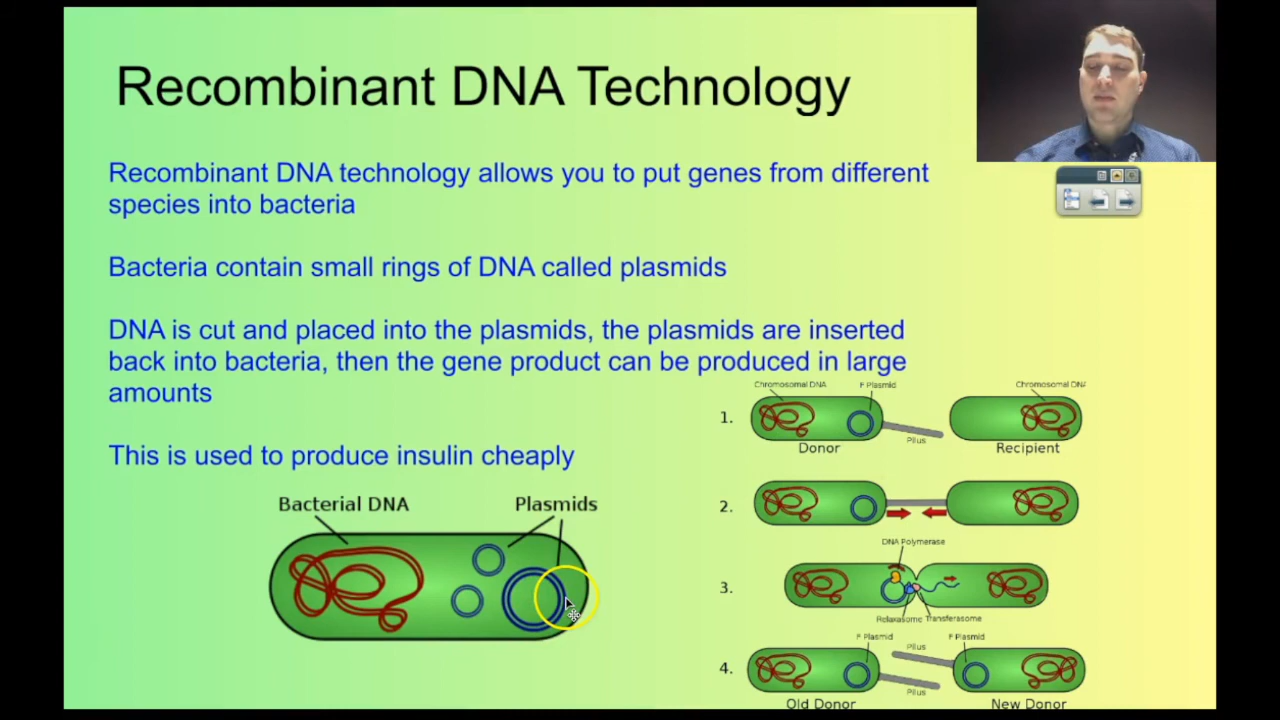 Recombinant DNA Technology
Recombinant DNA technology allows you to put genes from different
species into bacteria
Bacteria contain small rings of DNA called plasmids
DNA is cut and placed into the plasmids, the plasmids are inserted
back into bacteria, then the gene product can be produced in large
amounts
This is used to produce insulin cheaply
Bacterial DNA Plasmids
Chromosomal DNA F Plasmid Chromosomal DNA
1.
Pilus
Donor Recipient
2.
DNA Polymerase
3.
Relaxasome Transferasome
F Plasmid Pilus F Plasmid
4.
Pilus
Old Donor New Donor